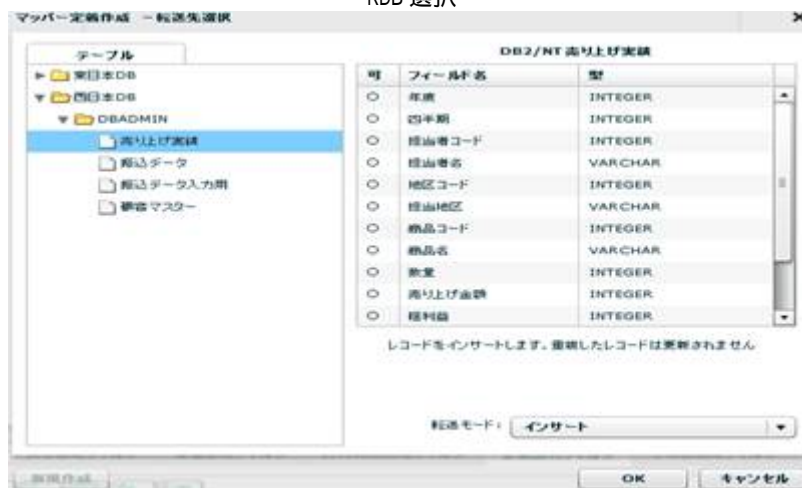 RDB 選択
マッパー定義作成 －転送先選択
テーブル
DB2/NT 売り上げ実績
東日本DB
西日本DB
DBADMIN
売り上げ実績
振込データ
振込データ入力用
顧客マスター
可 フィールド名 型
○ 年度 INTEGER
○ 四半期 INTEGER
○ 担当者コード INTEGER
○ 担当者名 VARCHAR
○ 地区コード INTEGER
○ 担当地区 VARCHAR
○ 商品コード INTEGER
○ 商品名 VARCHAR
○ 数量 INTEGER
○ 売り上げ金額 INTEGER
○ 粗利益 INTEGER
レコードをインサートします。重複したレコードは更新されません
転送モード： インサート
新規作成
OK キャンセル